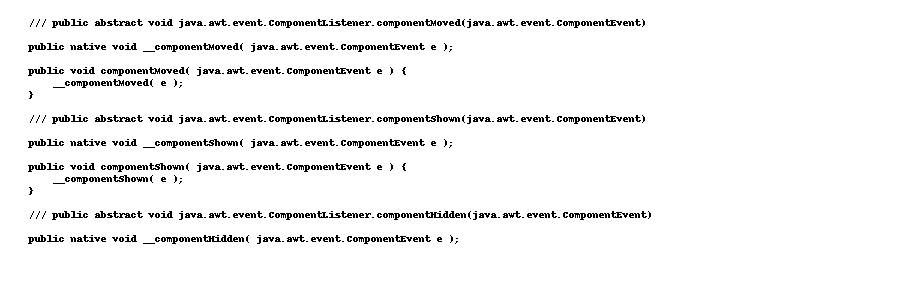 /// public abstract void java.awt.event.ComponentListener.componentMoved(java.awt.event.ComponentEvent)
public native void __componentMoved( java.awt.event.ComponentEvent e );
public void componentMoved( java.awt.event.ComponentEvent e ) {
__componentMoved( e );
}
/// public abstract void java.awt.event.ComponentListener.componentShown(java.awt.event.ComponentEvent)
public native void __componentShown( java.awt.event.ComponentEvent e );
public void componentShown( java.awt.event.ComponentEvent e ) {
__componentShown( e );
}
/// public abstract void java.awt.event.ComponentListener.componentHidden(java.awt.event.ComponentEvent)
public native void __componentHidden( java.awt.event.ComponentEvent e );